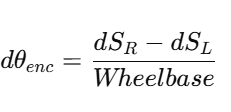 dθ_enc = (dS_R − dS_L) / Wheelbase